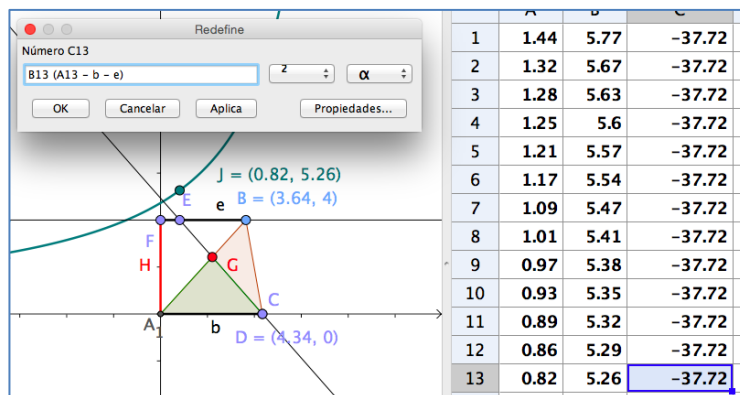 Redefine
Número C13
B13 (A13 – b – e)
2
α
OK
Cancelar
Aplica
Propiedades...
J = (0.82, 5.26)
E
B = (3.64, 4)
e
F
H
G
C
A
1
b
D = (4.34, 0)
A B C
1 1.44 5.77 −37.72
2 1.32 5.67 −37.72
3 1.28 5.63 −37.72
4 1.25 5.6 −37.72
5 1.21 5.57 −37.72
6 1.17 5.54 −37.72
7 1.09 5.47 −37.72
8 1.01 5.41 −37.72
9 0.97 5.38 −37.72
10 0.93 5.35 −37.72
11 0.89 5.32 −37.72
12 0.86 5.29 −37.72
13 0.82 5.26 −37.72